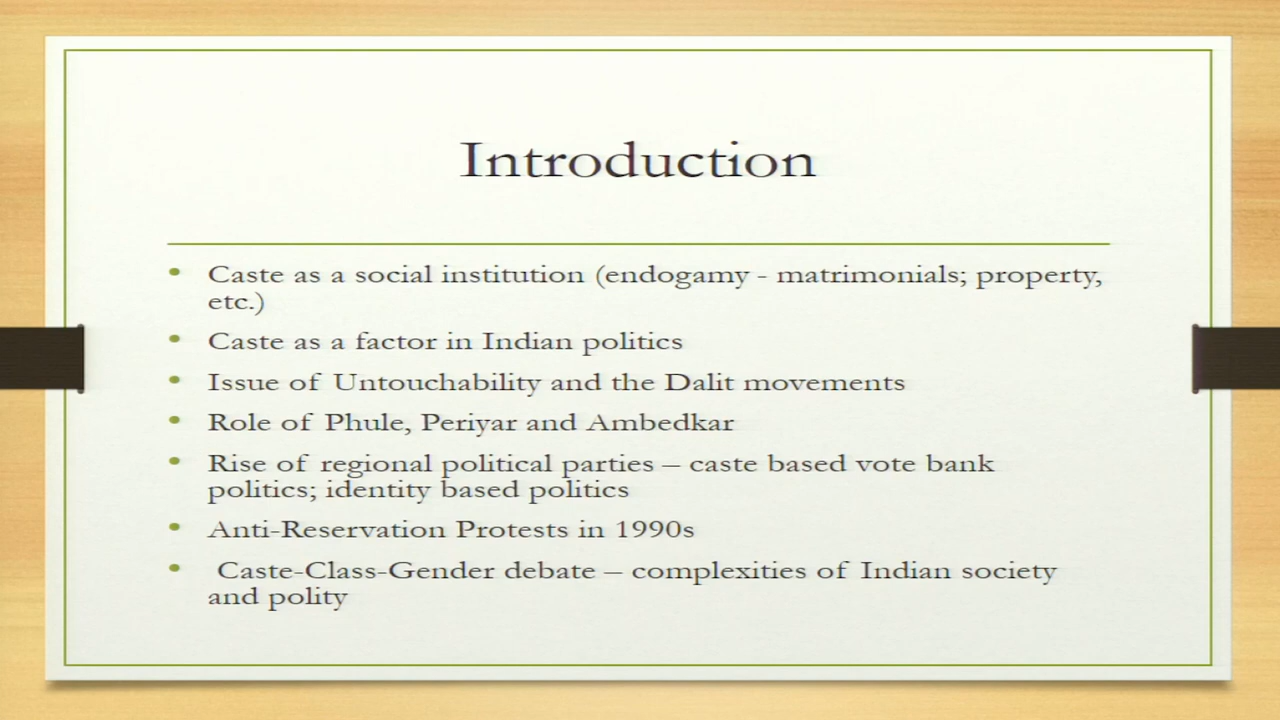 Introduction
• Caste as a social institution (endogamy - matrimonials; property,
etc.)
• Caste as a factor in Indian politics
• Issue of Untouchability and the Dalit movements
• Role of Phule, Periyar and Ambedkar
• Rise of regional political parties – caste based vote bank
politics; identity based politics
• Anti-Reservation Protests in 1990s
• Caste-Class-Gender debate – complexities of Indian society
and polity